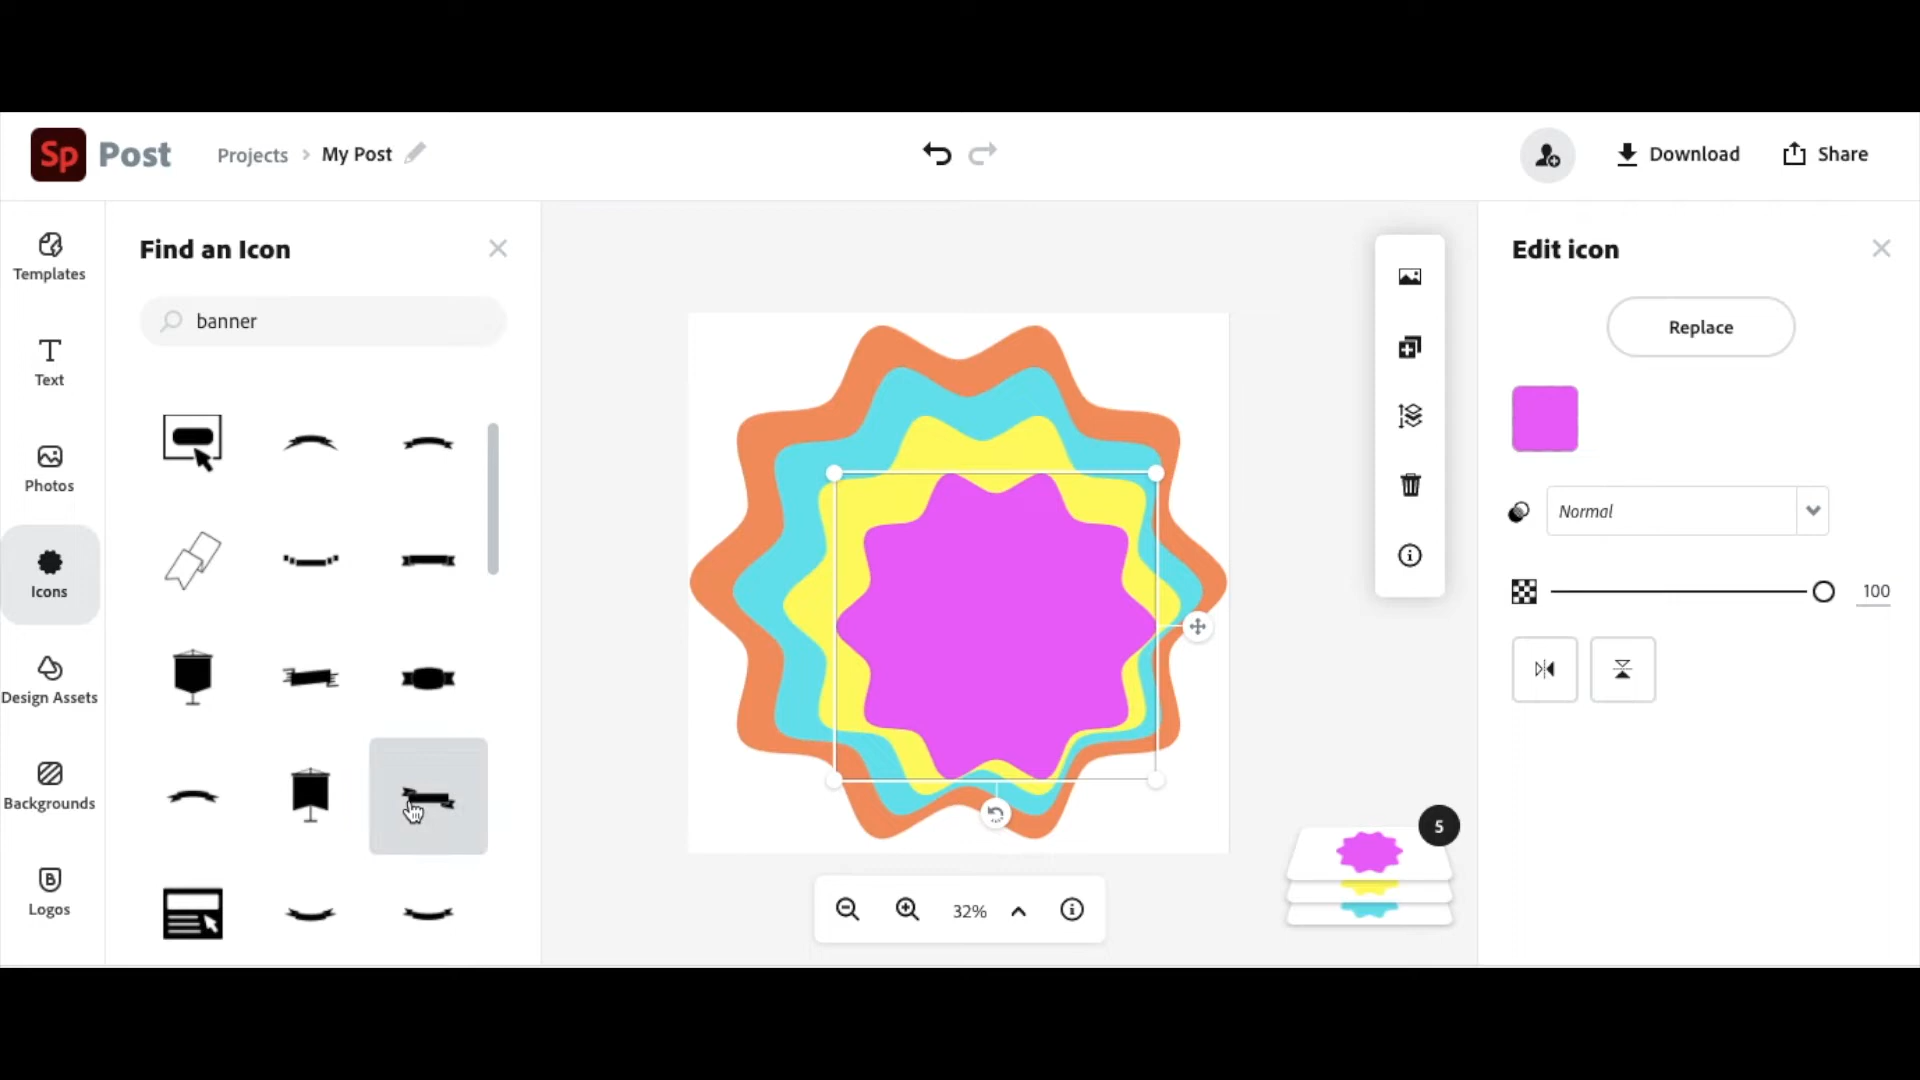 Sp Post
Projects > My Post
Download
Share
Templates
Text
Photos
Icons
Design Assets
Backgrounds
B
Logos
Find an Icon
banner
32%
5
Edit icon
Replace
Normal
100